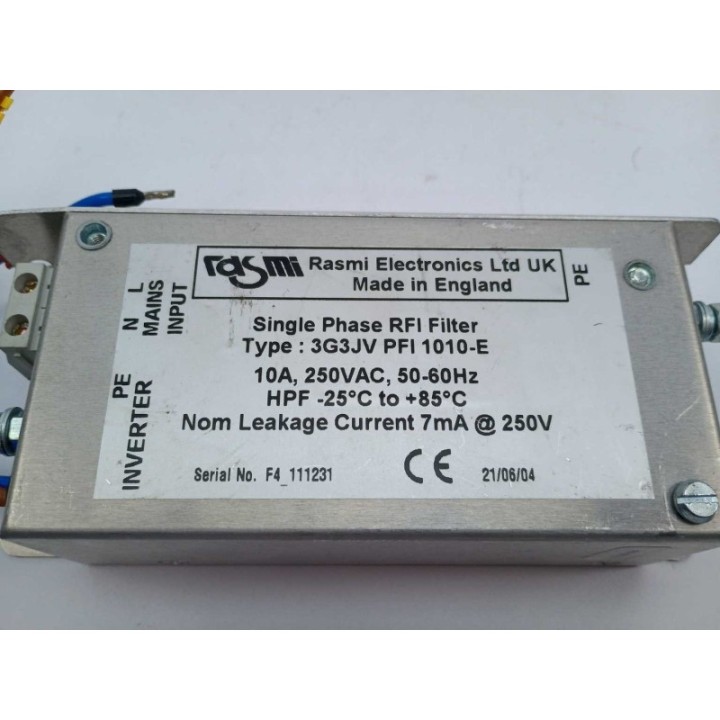 rasmi Rasmi Electronics Ltd UK
Made in England
PE
N L
MAINS
INPUT
PE
INVERTER
Single Phase RFI Filter
Type : 3G3JV PFI 1010-E
10A, 250VAC, 50-60Hz
HPF -25°C to +85°C
Nom Leakage Current 7mA @ 250V
Serial No. F4_111231
CE
21/06/04